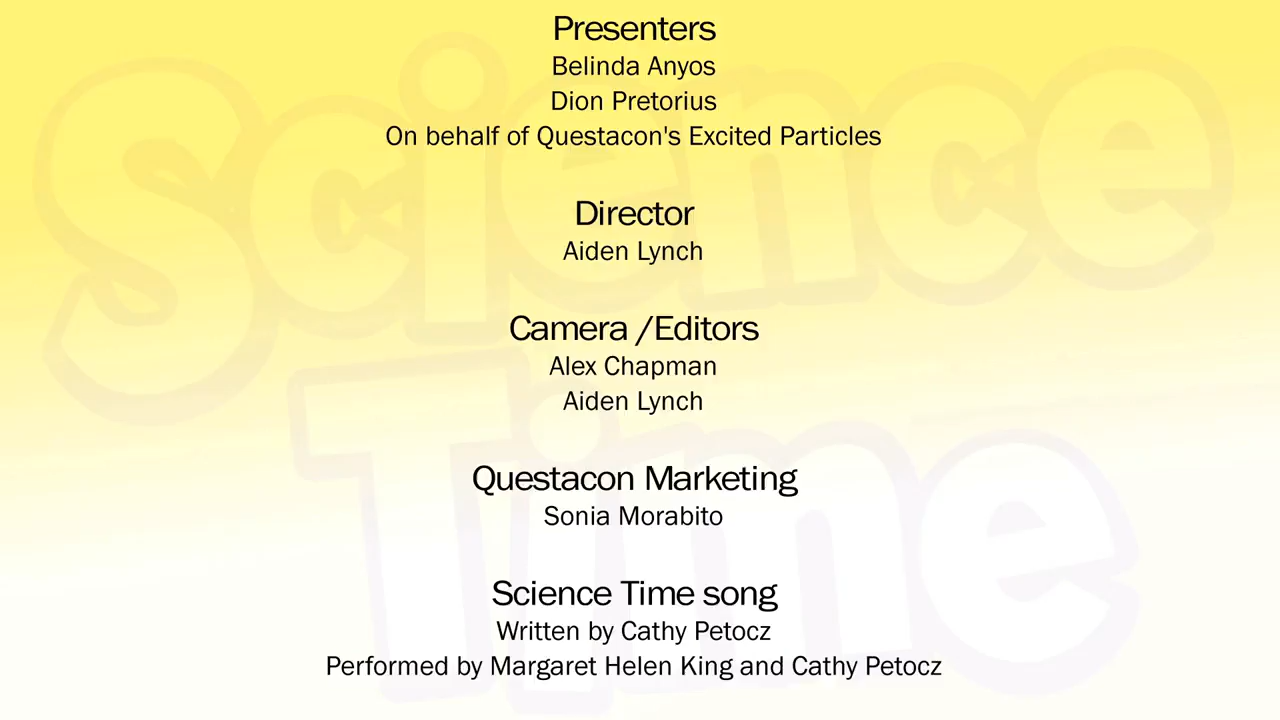 Science
Time
Presenters
Belinda Anyos
Dion Pretorius
On behalf of Questacon's Excited Particles
Director
Aiden Lynch
Camera /Editors
Alex Chapman
Aiden Lynch
Questacon Marketing
Sonia Morabito
Science Time song
Written by Cathy Petocz
Performed by Margaret Helen King and Cathy Petocz